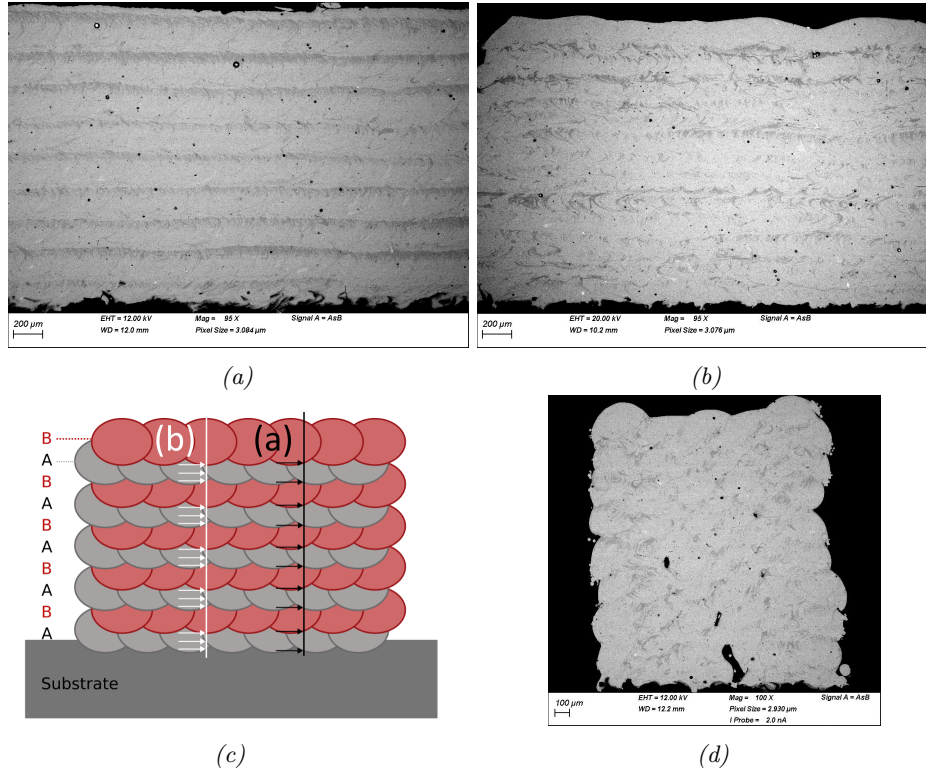 200 µm
EHT = 12.00 kV
Mag = 95 X
Signal A = AsB
WD = 12.0 mm
Pixel Size = 3.084 µm
200 µm
EHT = 20.00 kV
Mag = 95 X
Signal A = AsB
WD = 10.2 mm
Pixel Size = 3.076 µm
(a)
(b)
(b)
(a)
B
A
B
A
B
A
B
A
B
A
Substrate
100 µm
EHT = 12.00 kV
Mag = 100 X
Signal A = AsB
WD = 12.2 mm
Pixel Size = 2.930 µm
I Probe = 2.0 nA
(c)
(d)